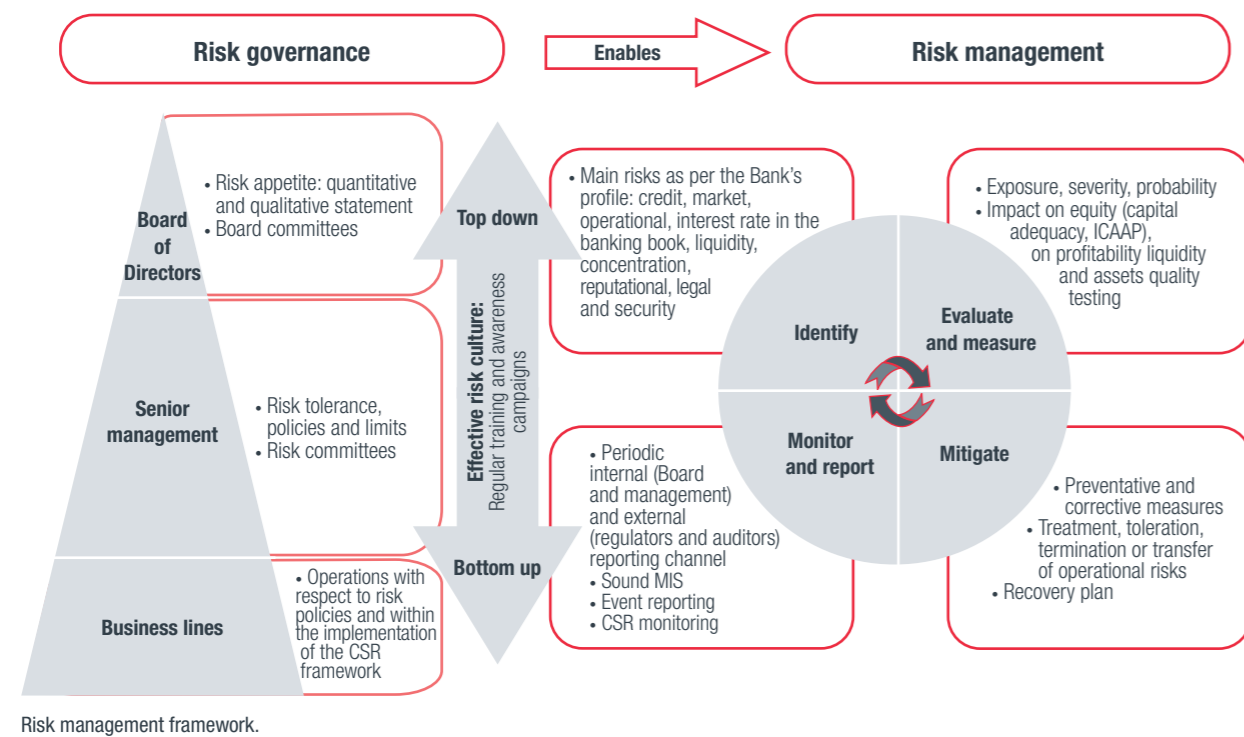 Risk governance
Enables
Risk management
Board
of
Directors
• Risk appetite: quantitative
and qualitative statement
• Board committees
Senior
management
• Risk tolerance,
policies and limits
• Risk committees
Business lines
• Operations with
respect to risk
policies and within
the implementation
of the CSR
framework
Top down
Effective risk culture:
Regular training and awareness
campaigns
Bottom up
• Main risks as per the Bank's
profile: credit, market,
operational, interest rate in the
banking book, liquidity,
concentration,
reputational, legal
and security
Identify
• Exposure, severity, probability
• Impact on equity (capital
adequacy, ICAAP),
on profitability liquidity
and assets quality
testing
Evaluate
and measure
• Periodic
internal (Board
and management)
and external
(regulators and auditors)
reporting channel
• Sound MIS
• Event reporting
• CSR monitoring
Monitor
and report
Mitigate
• Preventative and
corrective measures
• Treatment, toleration,
termination or transfer
of operational risks
• Recovery plan
Risk management framework.